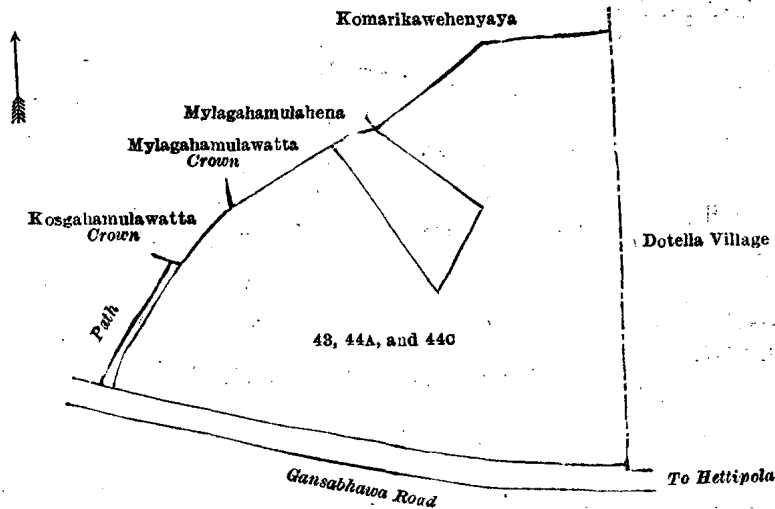 Komarikawehenyaya
Mylagahamulahena
Mylagahamulawatta
Crown
Kosgahamulawatta
Crown
Dotella Village
Path
43, 44A, and 44C
Gansabhawa Road
To Hettipola